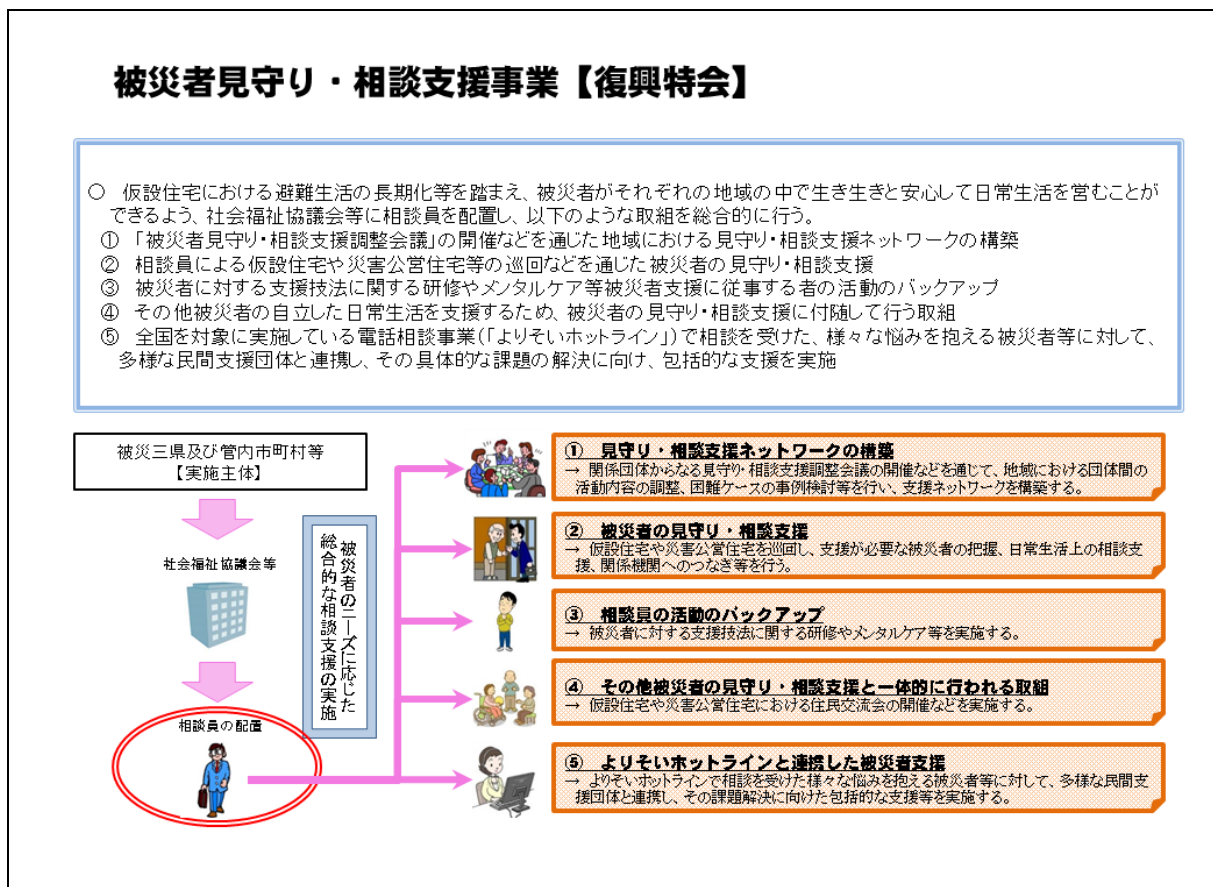 被災者見守り・相談支援事業【復興特会】
○ 仮設住宅における避難生活の長期化等を踏まえ、被災者がそれぞれの地域の中で生き生きと安心して日常生活を営むことが
できるよう、社会福祉協議会等に相談員を配置し、以下のような取組を総合的に行う。
① 「被災者見守り・相談支援調整会議」の開催などを通じた地域における見守り・相談支援ネットワークの構築
② 相談員による仮設住宅や災害公営住宅等の巡回などを通じた被災者の見守り・相談支援
③ 被災者に対する支援技法に関する研修やメンタルケア等被災者支援に従事する者の活動のバックアップ
④ その他被災者の自立した日常生活を支援するため、被災者の見守り・相談支援に付随して行う取組
⑤ 全国を対象に実施している電話相談事業(「よりそいホットライン」)で相談を受けた、様々な悩みを抱える被災者等に対して、
多様な民間支援団体と連携し、その具体的な課題の解決に向け、包括的な支援を実施
被災三県及び管内市町村等
【実施主体】
社会福祉協議会等
相談員の配置
被災者のニーズに応じた
総合的な相談支援の実施
① 見守り・相談支援ネットワークの構築
→ 関係団体からなる見守り・相談支援調整会議の開催などを通じて、地域における団体間の
活動内容の調整、困難ケースの事例検討等を行い、支援ネットワークを構築する。
② 被災者の見守り・相談支援
→ 仮設住宅や災害公営住宅を巡回し、支援が必要な被災者の把握、日常生活上の相談支
援、関係機関へのつなぎ等を行う。
③ 相談員の活動のバックアップ
→ 被災者に対する支援技法に関する研修やメンタルケア等を実施する。
④ その他被災者の見守り・相談支援と一体的に行われる取組
→ 仮設住宅や災害公営住宅における住民交流会の開催などを実施する。
⑤ よりそいホットラインと連携した被災者支援
→ よりそいホットラインで相談を受けた様々な悩みを抱える被災者等に対して、多様な民間支
援団体と連携し、その課題解決に向けた包括的な支援等を実施する。